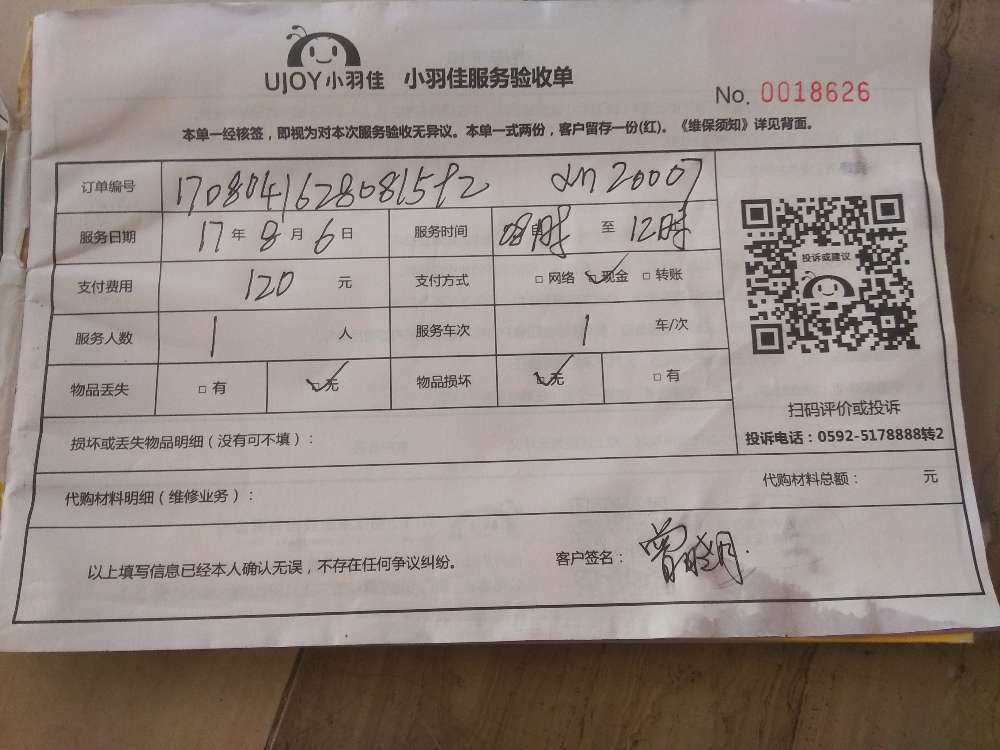 UJOY小羽佳 小羽佳服务验收单
No. 0018626
本单一经核签，即视为对本次服务验收无异议。本单一式两份，客户留存一份(红)。《维保须知》详见背面。
订单编号
服务日期 17 年 8 月 6 日 服务时间 至 12时
支付费用 120 元 支付方式 □ 网络 ☑ 现金 □ 转账
服务人数 1 人 服务车次 1 车/次
物品丢失 □ 有 ☑ 无 物品损坏 ☑ 无 □ 有
投诉或建议
扫码评价或投诉
投诉电话：0592-5178888转2
损坏或丢失物品明细（没有可不填）：
代购材料明细（维修业务）： 代购材料总额： 元
以上填写信息已经本人确认无误，不存在任何争议纠纷。 客户签名：